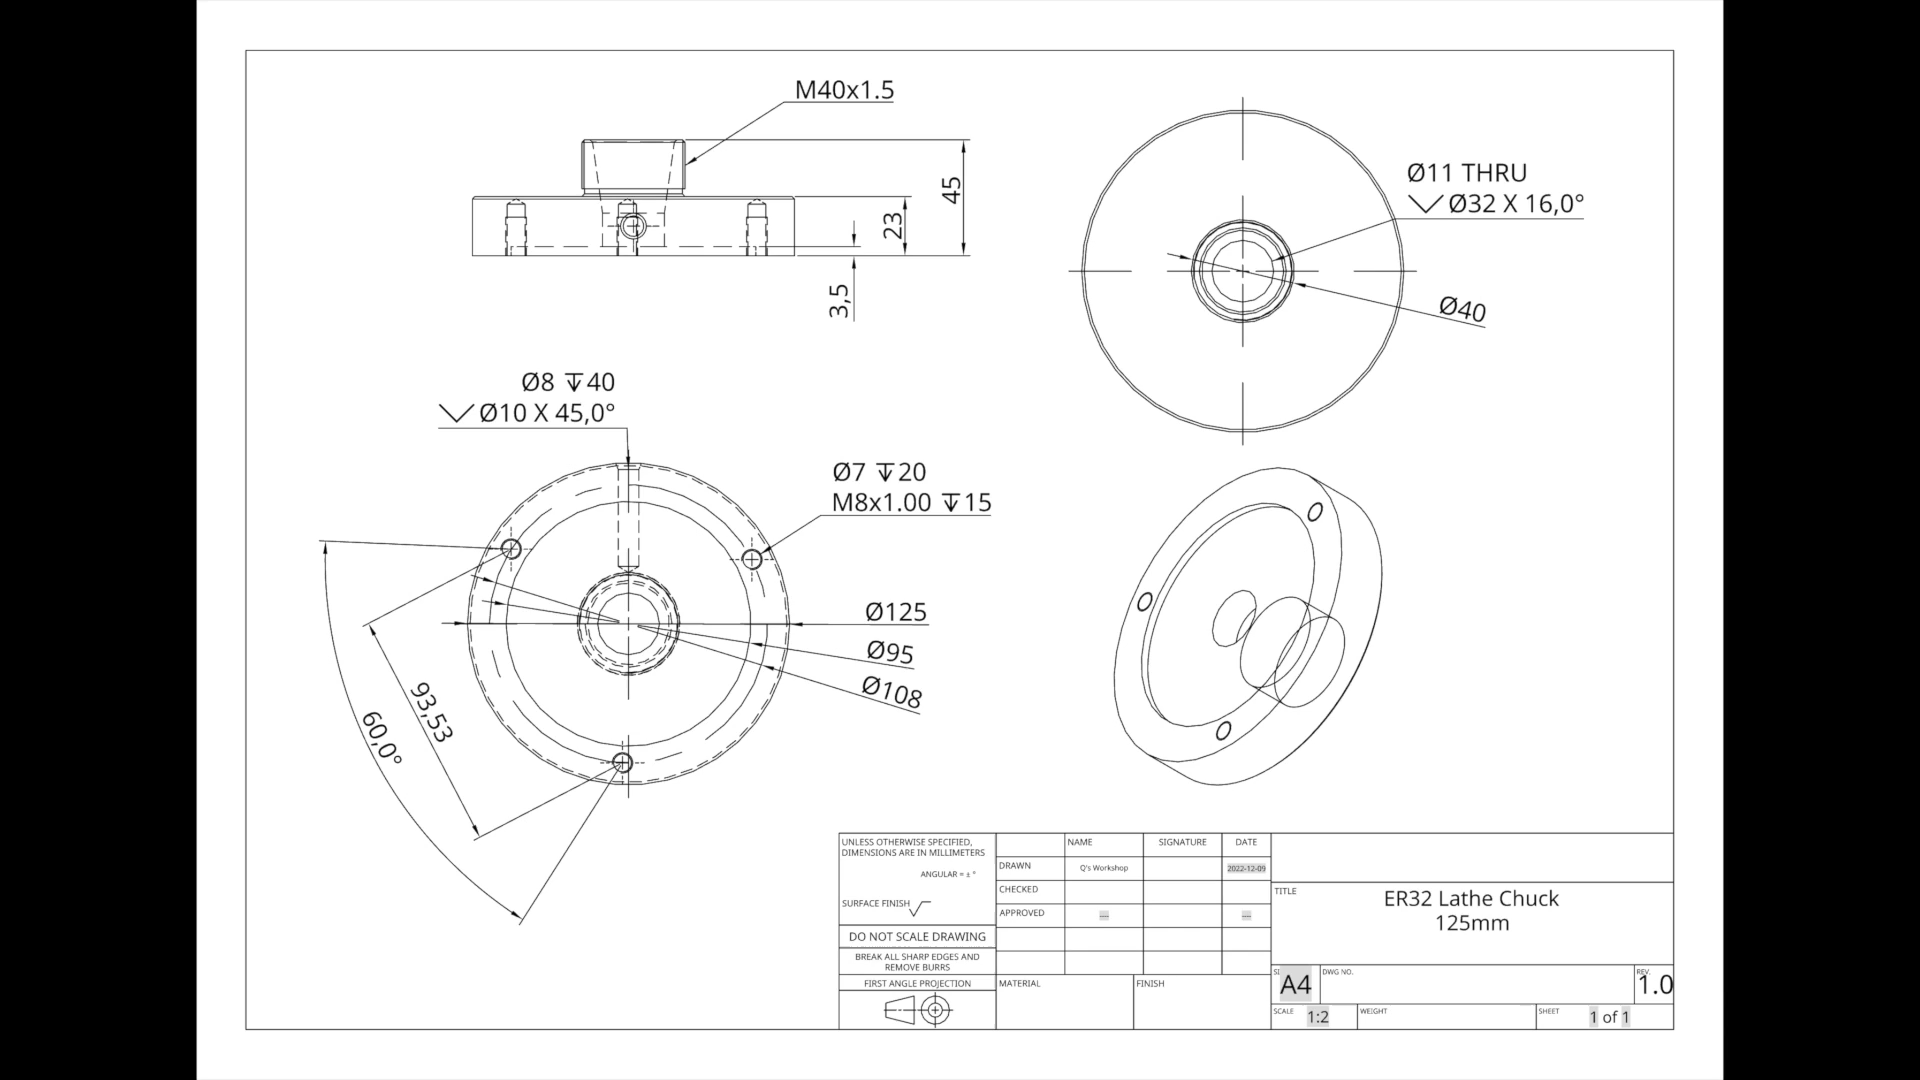 M40x1.5
45
23
3,5
Ø11 THRU
⌵ Ø32 X 16,0°
Ø40
Ø8 ↧40
⌵ Ø10 X 45,0°
Ø7 ↧20
M8x1.00 ↧15
Ø125
Ø95
Ø108
93,53
60,0°
UNLESS OTHERWISE SPECIFIED,
DIMENSIONS ARE IN MILLIMETERS
ANGULAR = ± °
SURFACE FINISH
DO NOT SCALE DRAWING
BREAK ALL SHARP EDGES AND
REMOVE BURRS
FIRST ANGLE PROJECTION
NAME SIGNATURE DATE
DRAWN Q's Workshop 2022-12-09
CHECKED
APPROVED --- ---
MATERIAL FINISH
TITLE
ER32 Lathe Chuck
125mm
A4
DWG NO.
REV.
1.0
SCALE 1:2
WEIGHT
SHEET 1 of 1